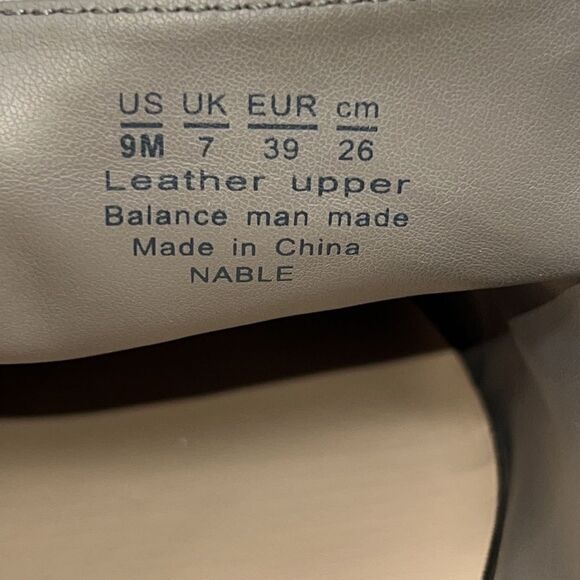 US UK EUR cm
9M 7 39 26
Leather upper
Balance man made
Made in China
NABLE